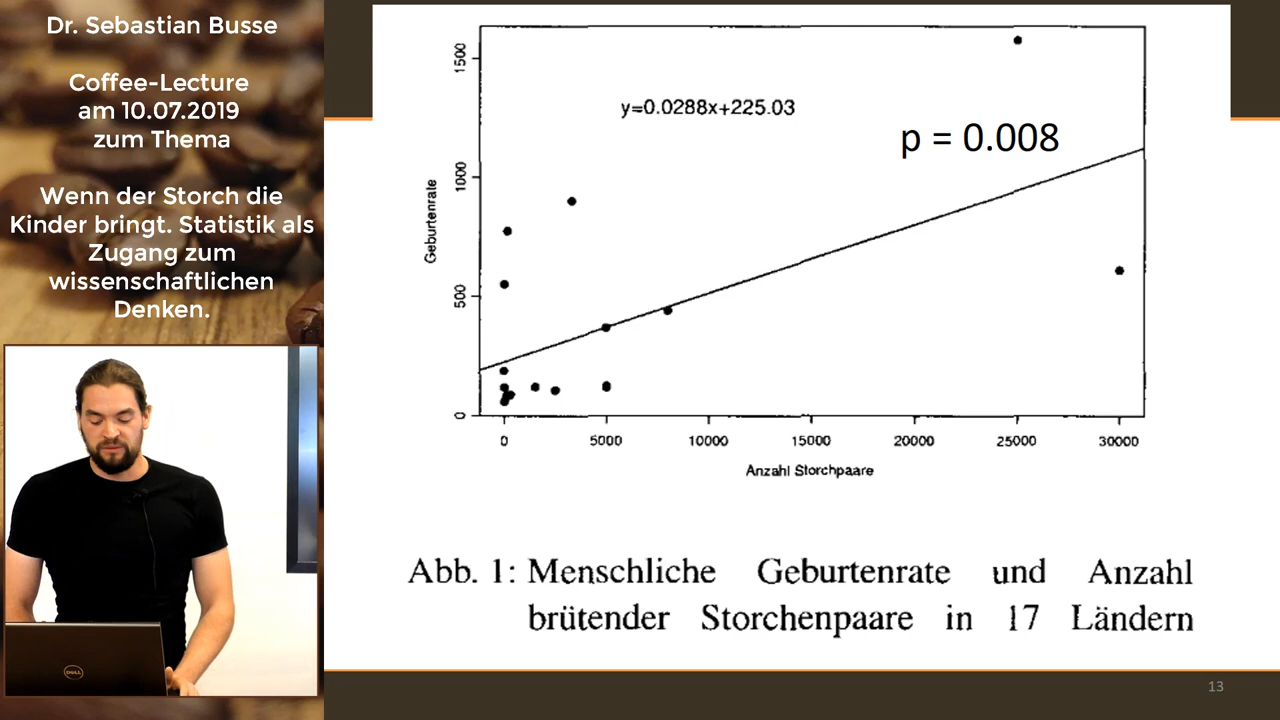 Dr. Sebastian Busse
Coffee-Lecture
am 10.07.2019
zum Thema
Wenn der Storch die
Kinder bringt. Statistik als
Zugang zum
wissenschaftlichen
Denken.
DELL
1500
1000
500
0
Geburtenrate
y=0.0288x+225.03
p = 0.008
0 5000 10000 15000 20000 25000 30000
Anzahl Storchpaare
Abb. 1: Menschliche Geburtenrate und Anzahl
brütender Storchenpaare in 17 Ländern
13